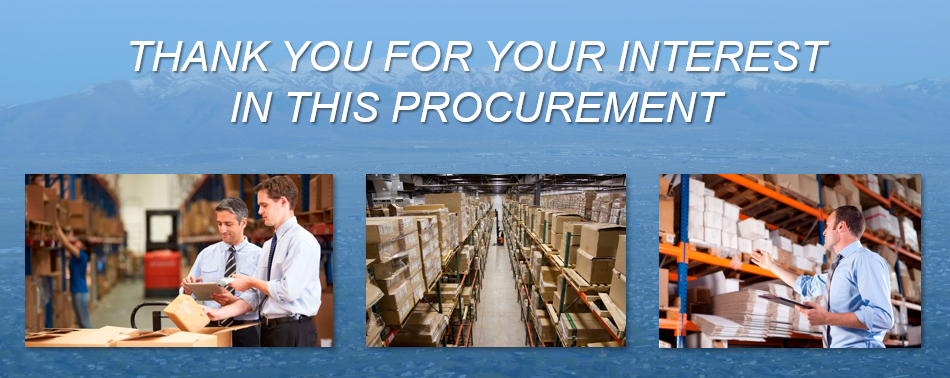 THANK YOU FOR YOUR INTEREST
IN THIS PROCUREMENT